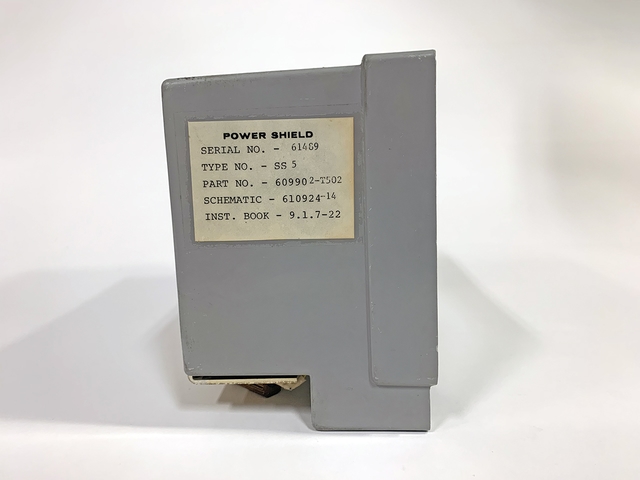 POWER SHIELD
SERIAL NO. - 61489
TYPE NO. - SS 5
PART NO. - 609902-T502
SCHEMATIC - 610924-14
INST. BOOK - 9.1.7-22